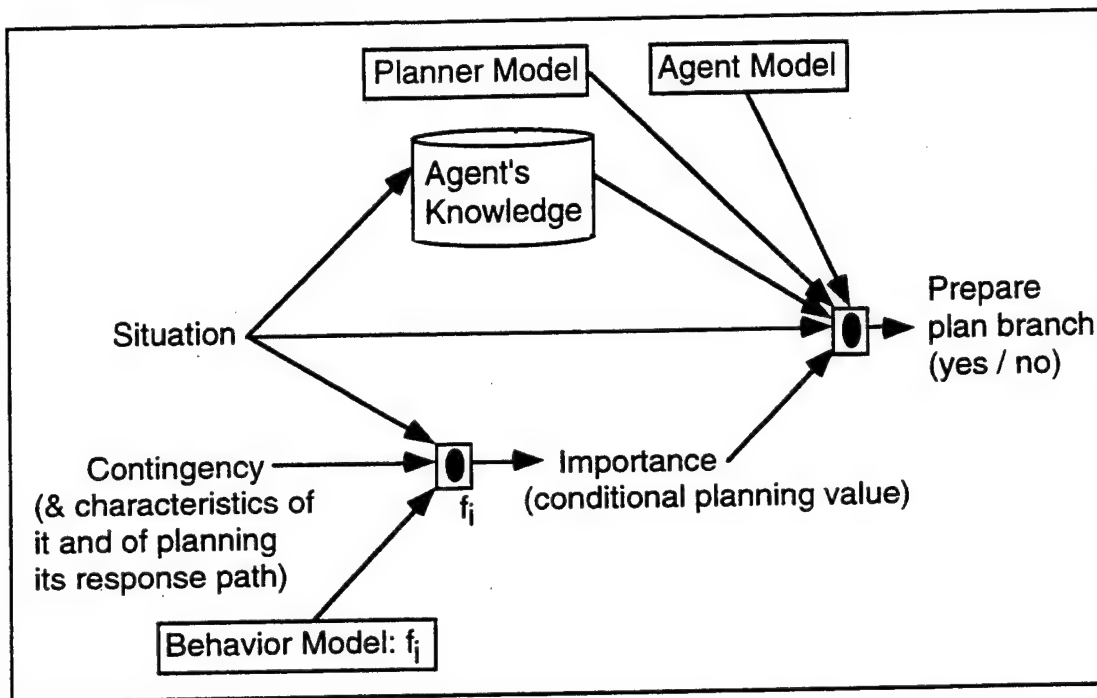 Planner Model
Agent Model
Agent's
Knowledge
Situation
Prepare
plan branch
(yes / no)
Contingency
(& characteristics of
it and of planning
its response path)
fi
Importance
(conditional planning value)
Behavior Model: fi